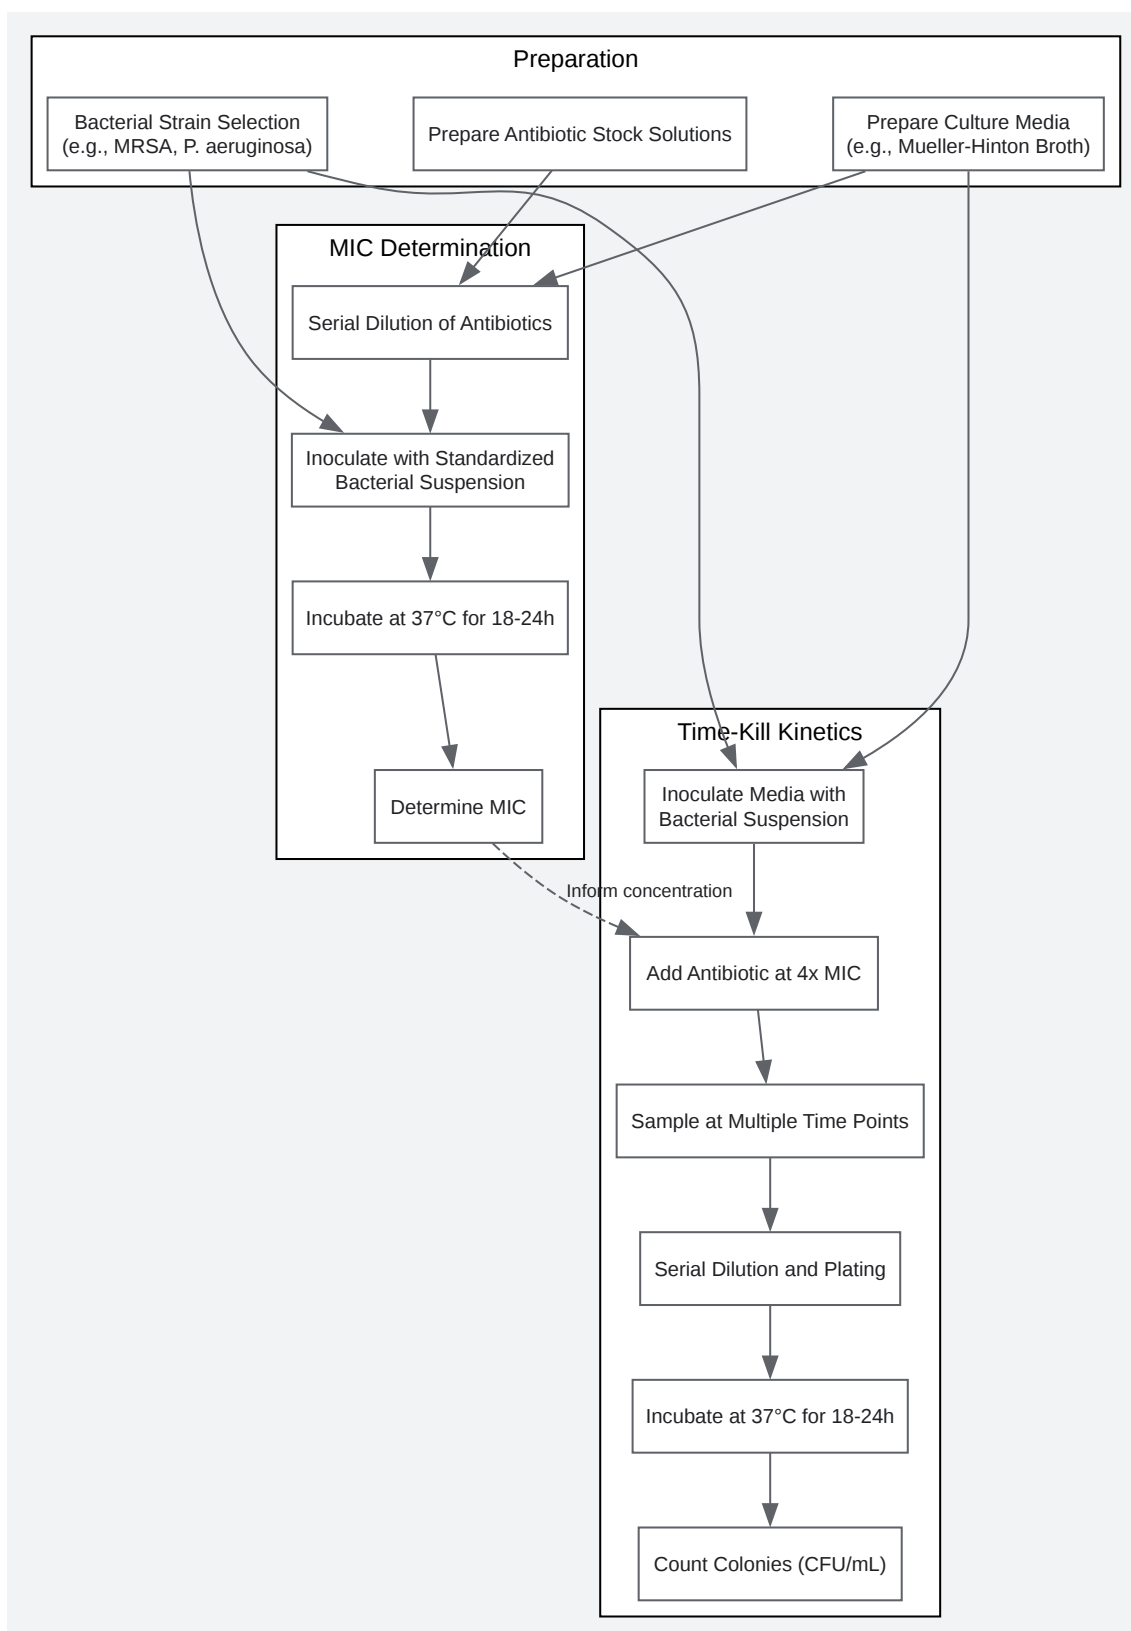 Preparation
Bacterial Strain Selection
(e.g., MRSA, P. aeruginosa)
Prepare Antibiotic Stock Solutions
Prepare Culture Media
(e.g., Mueller-Hinton Broth)
MIC Determination
Serial Dilution of Antibiotics
Inoculate with Standardized
Bacterial Suspension
Incubate at 37°C for 18-24h
Determine MIC
Inform concentration
Time-Kill Kinetics
Inoculate Media with
Bacterial Suspension
Add Antibiotic at 4x MIC
Sample at Multiple Time Points
Serial Dilution and Plating
Incubate at 37°C for 18-24h
Count Colonies (CFU/mL)